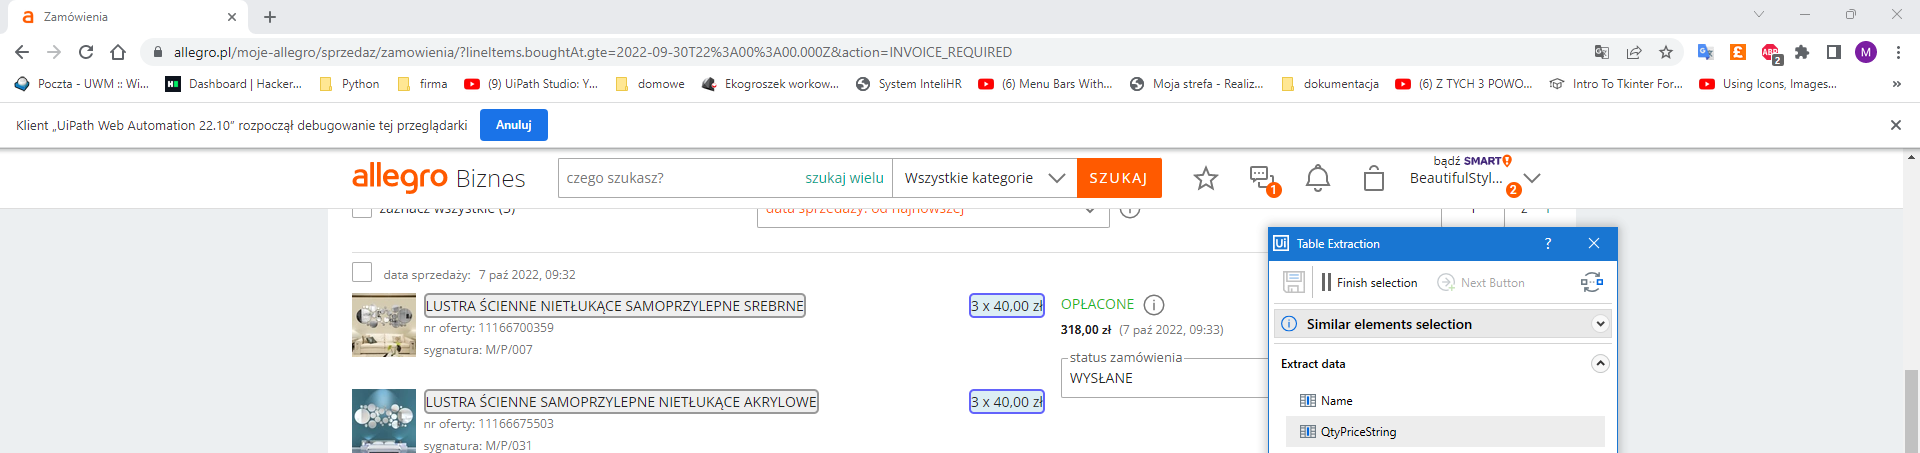 Zamówienia
allegro.pl/moje-allegro/sprzedaz/zamowienia/?lineItems.boughtAt.gte=2022-09-30T22%3A00%3A00.000Z&action=INVOICE_REQUIRED
ABP 2 M
Poczta - UWM :: Wi... Dashboard | Hacker... Python firma (9) UiPath Studio: Y... domowe Ekogroszek workow... System InteliHR (6) Menu Bars With... Moja strefa - Realiz... dokumentacja (6) Z TYCH 3 POWO... Intro To Tkinter For... Using Icons, Images... »
Klient „UiPath Web Automation 22.10” rozpoczął debugowanie tej przeglądarki Anuluj
allegro Biznes czego szukasz? szukaj wielu Wszystkie kategorie SZUKAJ 1 bądź SMART!
BeautifulStyl... 2
zaznacz wszystkie (5) data sprzedaży: od najnowszej
Ui Table Extraction ?
data sprzedaży: 7 paź 2022, 09:32
Finish selection Next Button
LUSTRA ŚCIENNE NIETŁUKĄCE SAMOPRZYLEPNE SREBRNE 3 x 40,00 zł OPŁACONE
nr oferty: 11166700359 318,00 zł (7 paź 2022, 09:33)
Similar elements selection
sygnatura: M/P/007
status zamówienia
WYSŁANE
Extract data
LUSTRA ŚCIENNE SAMOPRZYLEPNE NIETŁUKĄCE AKRYLOWE 3 x 40,00 zł
Name
nr oferty: 11166675503
QtyPriceString
sygnatura: M/P/031